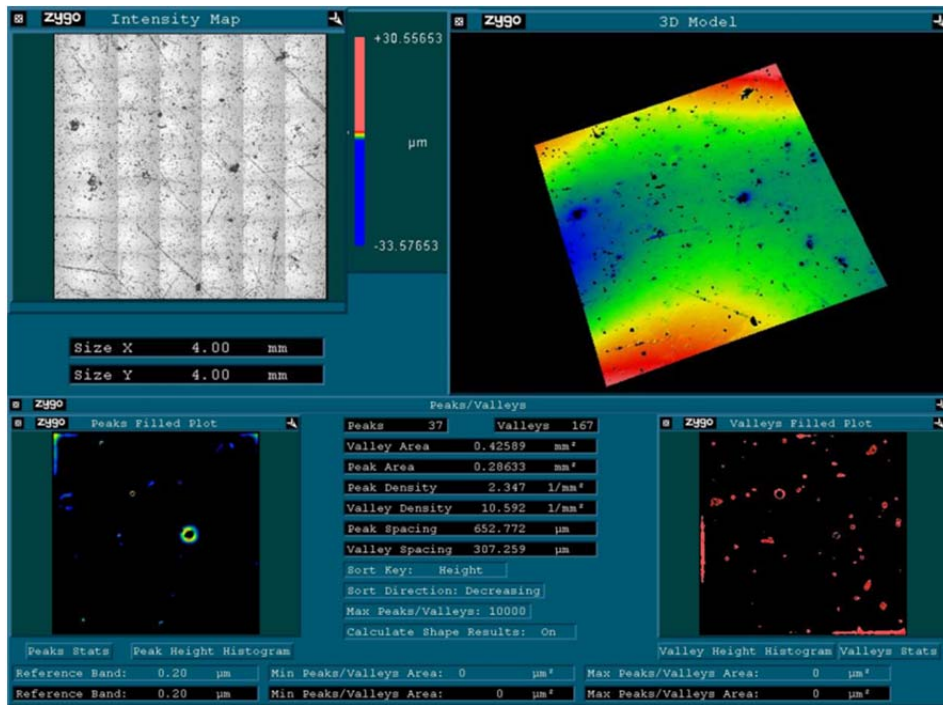 zygo Intensity Map
+30.55653
µm
-33.57653
Size X 4.00 mm
Size Y 4.00 mm
zygo 3D Model
zygo Peaks/Valleys
zygo Peaks Filled Plot
Peaks 37 Valleys 167
Valley Area 0.42589 mm²
Peak Area 0.28633 mm²
Peak Density 2.347 1/mm²
Valley Density 10.592 1/mm²
Peak Spacing 652.772 µm
Valley Spacing 307.259 µm
Sort Key: Height
Sort Direction: Decreasing
Max Peaks/Valleys: 10000
Calculate Shape Results: On
zygo Valleys Filled Plot
Peaks Stats Peak Height Histogram
Valley Height Histogram Valleys Stats
Reference Band: 0.20 µm Min Peaks/Valleys Area: 0 µm² Max Peaks/Valleys Area: 0 µm²
Reference Band: 0.20 µm Min Peaks/Valleys Area: 0 µm² Max Peaks/Valleys Area: 0 µm²